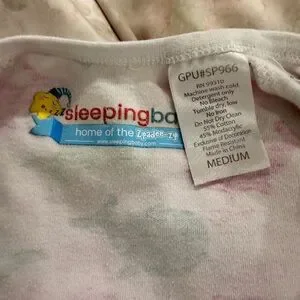 sleepingba
home of the Zzadee-zip
www.sleepingbaby.com
GPU#SP966
RN 99310
Machine wash cold
Detergent only
No Bleach
Tumble dry, low
No Iron
Do Not Dry Clean
55% Cotton
45% Modacrylic
Exclusive of Decoration
Flame Resistant
Made in China
MEDIUM